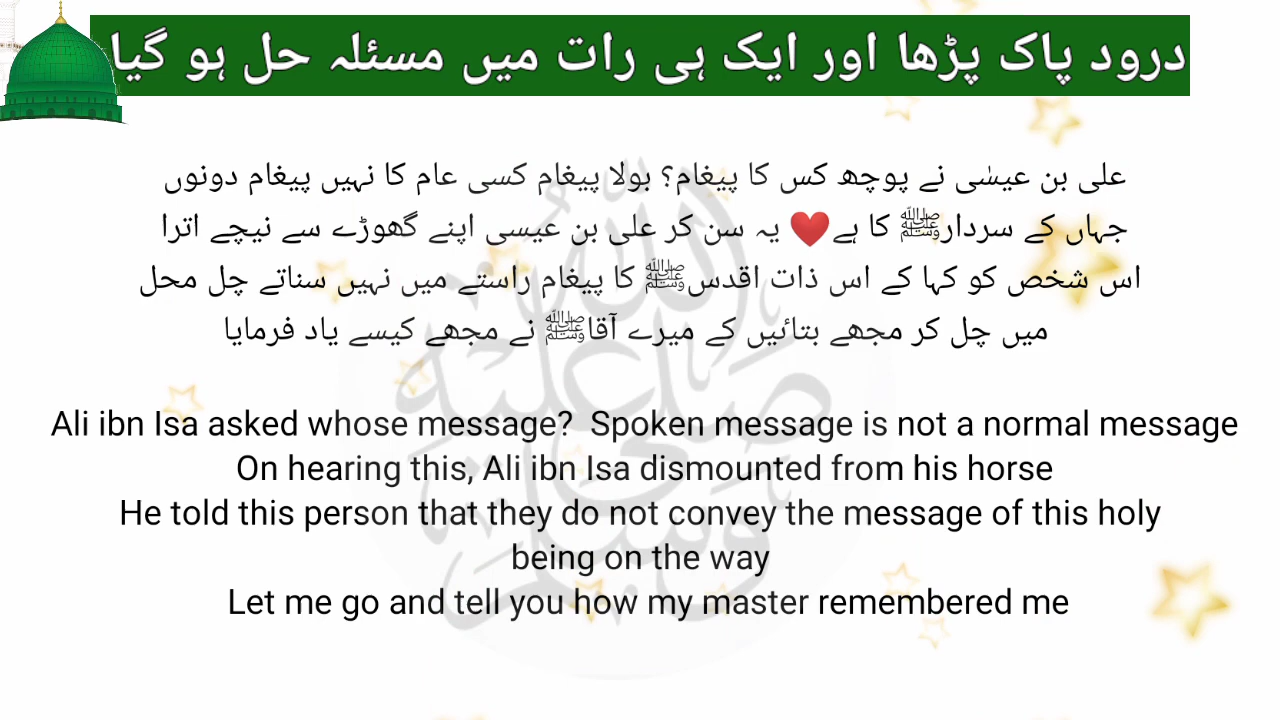 درود پاک پڑھا اور ایک ہی رات میں مسئلہ حل ہو گیا
علی بن عیسٰی نے پوچھ کس کا پیغام؟ بولا پیغام کسی عام کا نہیں پیغام دونوں
جہاں کے سردارﷺ کا ہے❤️ یہ سن کر علی بن عیسی اپنے گھوڑے سے نیچے اترا
اس شخص کو کہا کے اس ذات اقدسﷺ کا پیغام راستے میں نہیں سناتے چل محل
میں چل کر مجھے بتائیں کے میرے آقاﷺ نے مجھے کیسے یاد فرمایا
صلى الله عليه وسلم
Ali ibn Isa asked whose message?  Spoken message is not a normal message
On hearing this, Ali ibn Isa dismounted from his horse
He told this person that they do not convey the message of this holy
being on the way
Let me go and tell you how my master remembered me